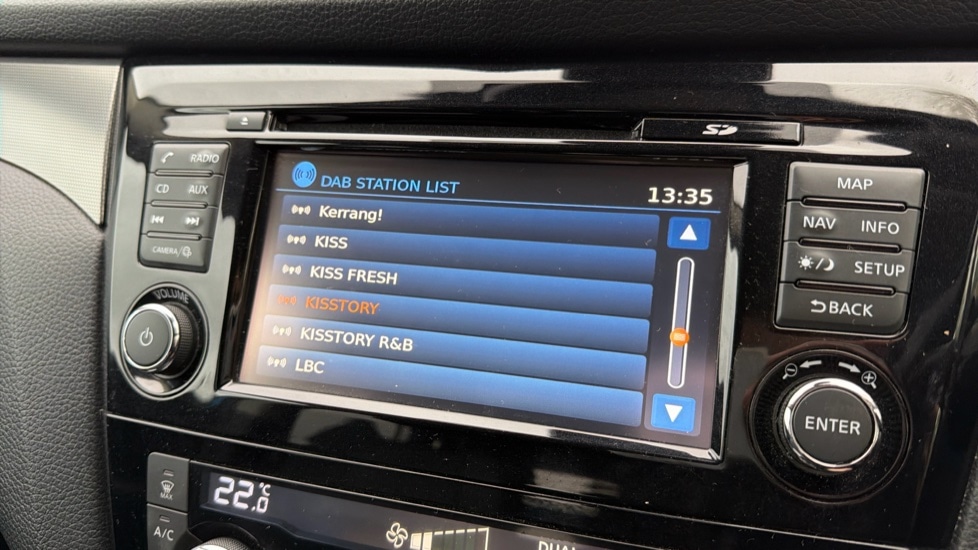 SD
RADIO
CD AUX
CAMERA/
VOLUME
DAB STATION LIST 13:35
Kerrang!
KISS
KISS FRESH
KISSTORY
KISSTORY R&B
LBC
MAP
NAV INFO
SETUP
BACK
ENTER
MAX
A/C
22.0 °C
DUAL